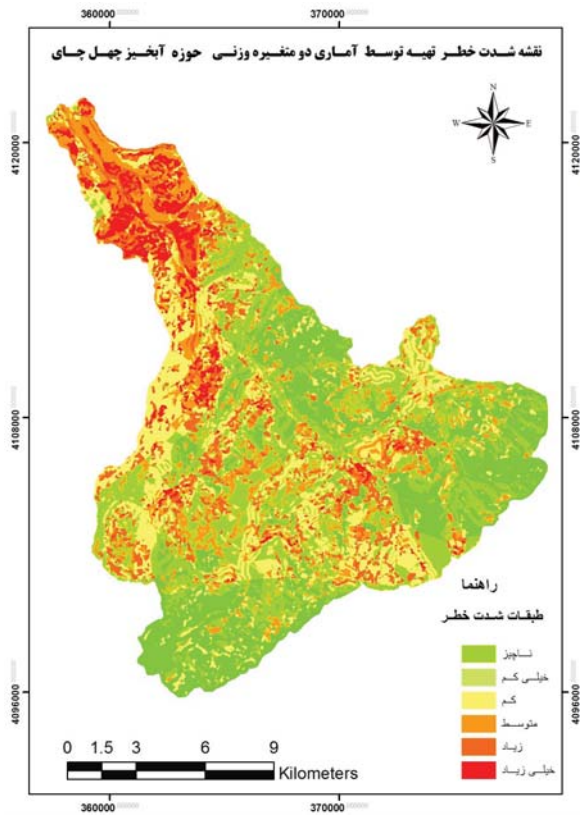 360000 370000
نقشه شدت خطر تهیه توسط آماری دو متغیره وزنی حوزه آبخیز چهل چای
N
W E
S
4120000 4120000
4108000 4108000
راهنما
طبقات شدت خطر
ناچیز
خیلی کم
کم
متوسط
زیاد
خیلی زیاد
4096000 4096000
0 1.5 3 6 9
Kilometers
360000 370000